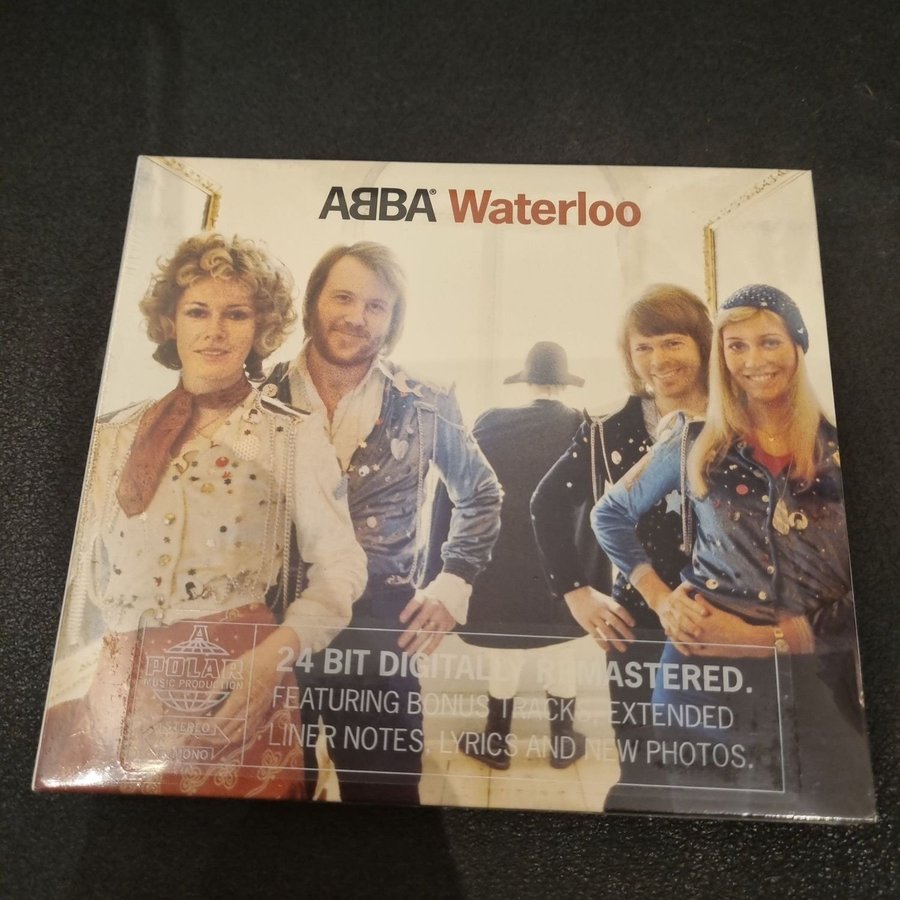 ABBA® Waterloo
A
POLAR
MUSIC PRODUCTION
STEREO
MONO
24 BIT DIGITALLY REMASTERED.
FEATURING BONUS TRACKS, EXTENDED
LINER NOTES, LYRICS AND NEW PHOTOS.